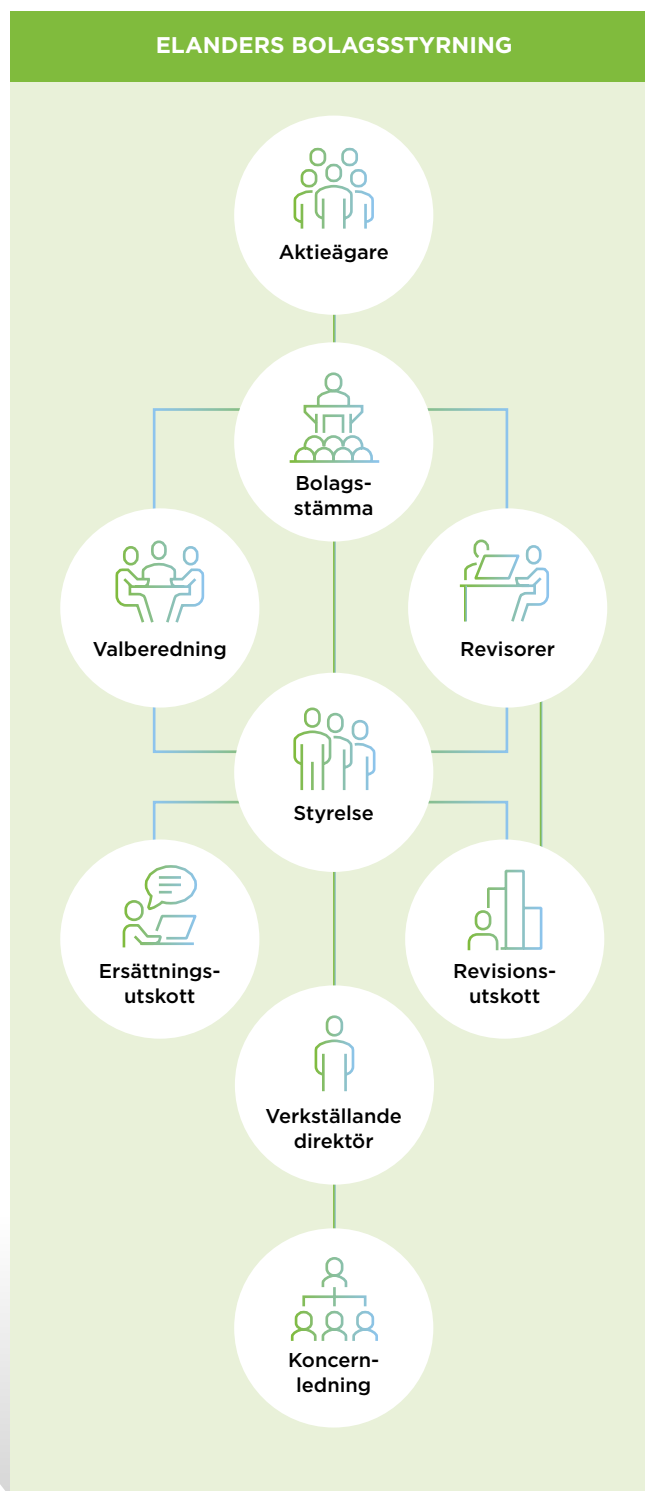 ELANDERS BOLAGSSTYRNING
Aktieägare
Bolags-
stämma
Valberedning
Revisorer
Styrelse
Ersättnings-
utskott
Revisions-
utskott
Verkställande
direktör
Koncern-
ledning